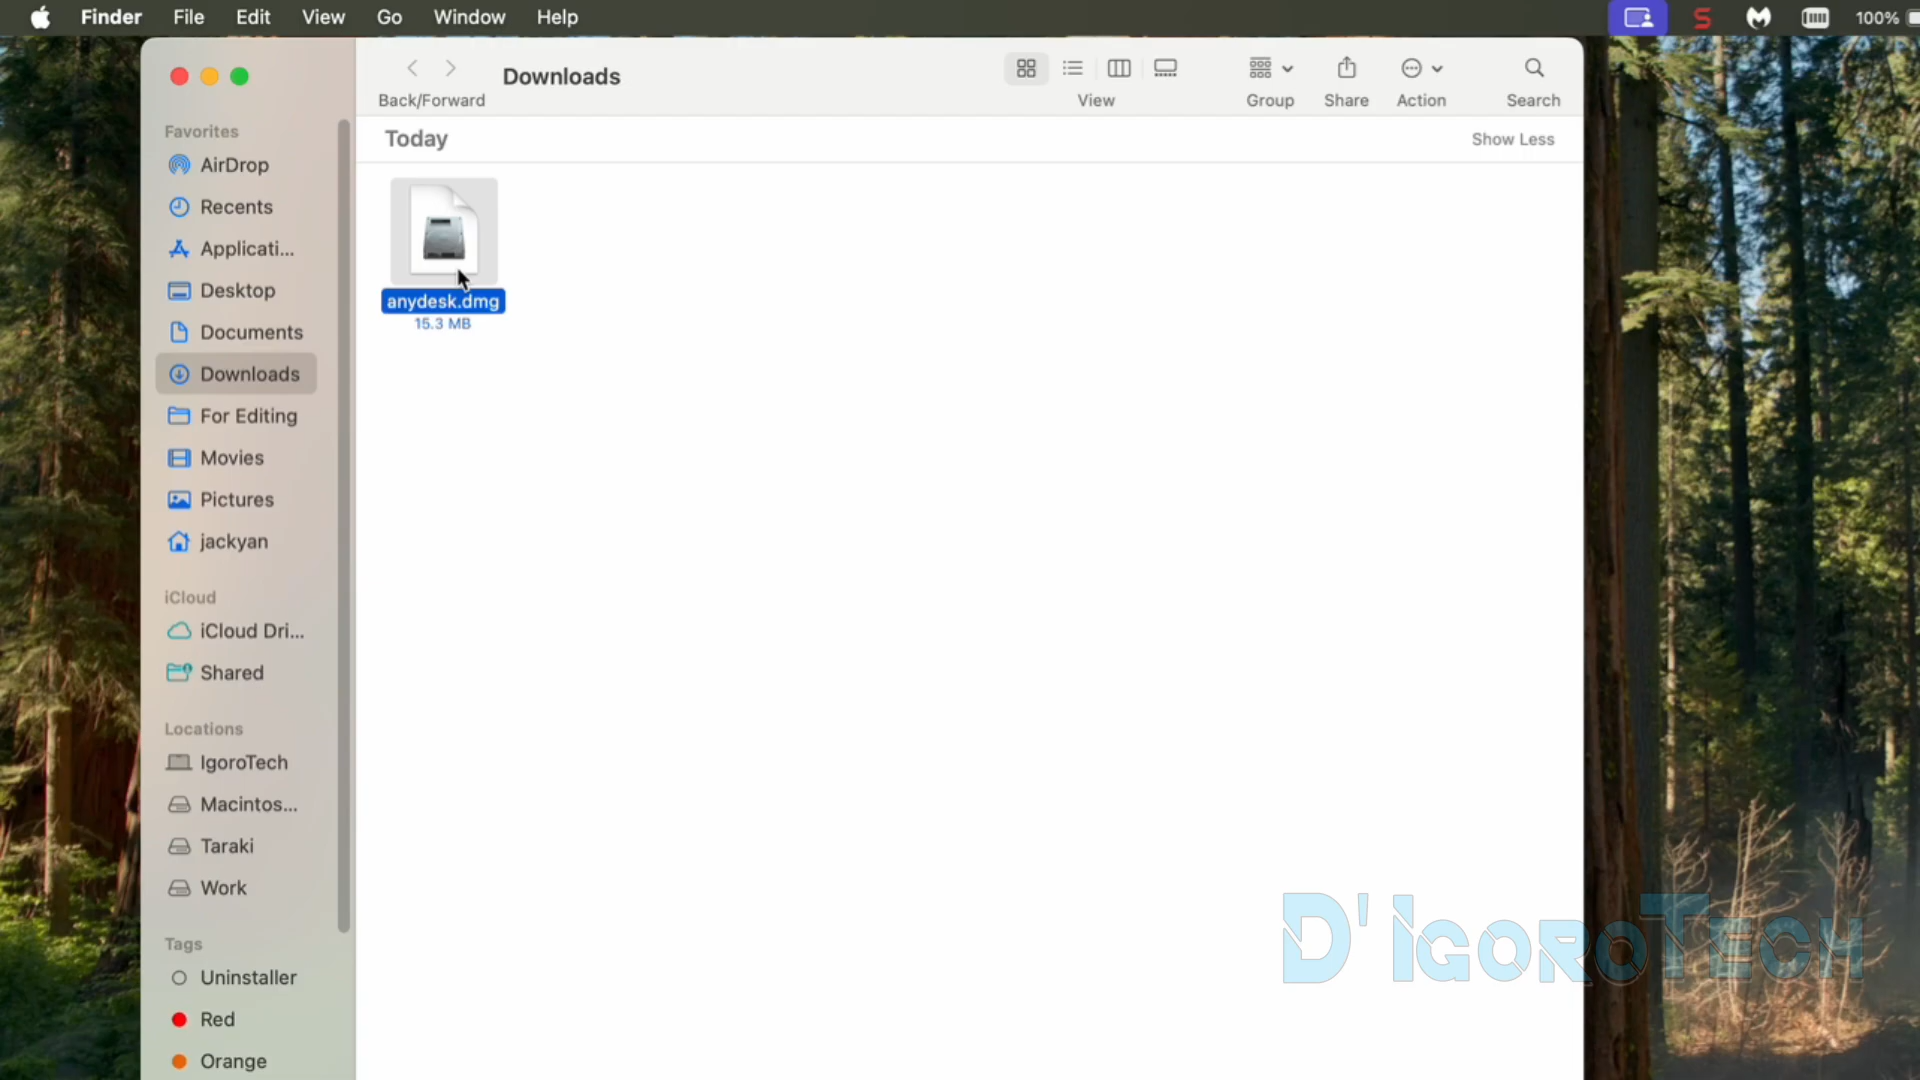 Finder File Edit View Go Window Help
S 100%
Downloads
Back/Forward View Group Share Action Search
Today Show Less
Favorites
AirDrop
Recents
Applicati...
Desktop
Documents
Downloads
For Editing
Movies
Pictures
jackyan
iCloud
iCloud Dri...
Shared
Locations
IgoroTech
Macintos...
Taraki
Work
Tags
Uninstaller
Red
Orange
anydesk.dmg
15.3 MB
D'IGOROTECH